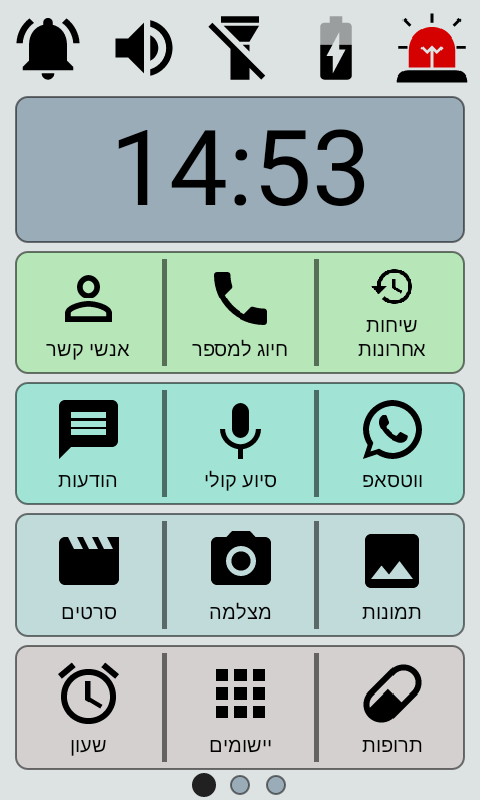 14:53
שיחות
אחרונות
חיוג למספר
אנשי קשר
ווטסאפ
סיוע קולי
הודעות
תמונות
מצלמה
סרטים
תרופות
יישומים
שעון